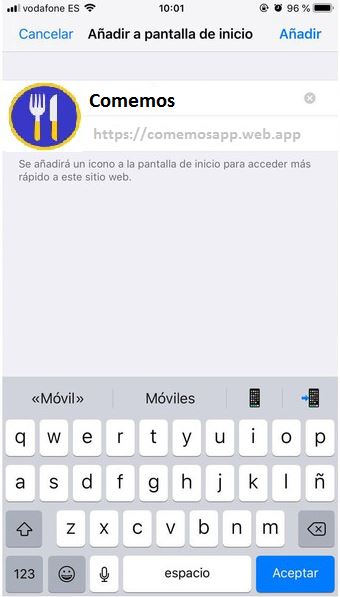 vodafone ES 10:01 96 %
Cancelar Añadir a pantalla de inicio Añadir
Comemos
https://comemosapp.web.app
Se añadirá un icono a la pantalla de inicio para acceder más
rápido a este sitio web.
«Móvil» Móviles
q w e r t y u i o p
a s d f g h j k l ñ
z x c v b n m
123 espacio Aceptar